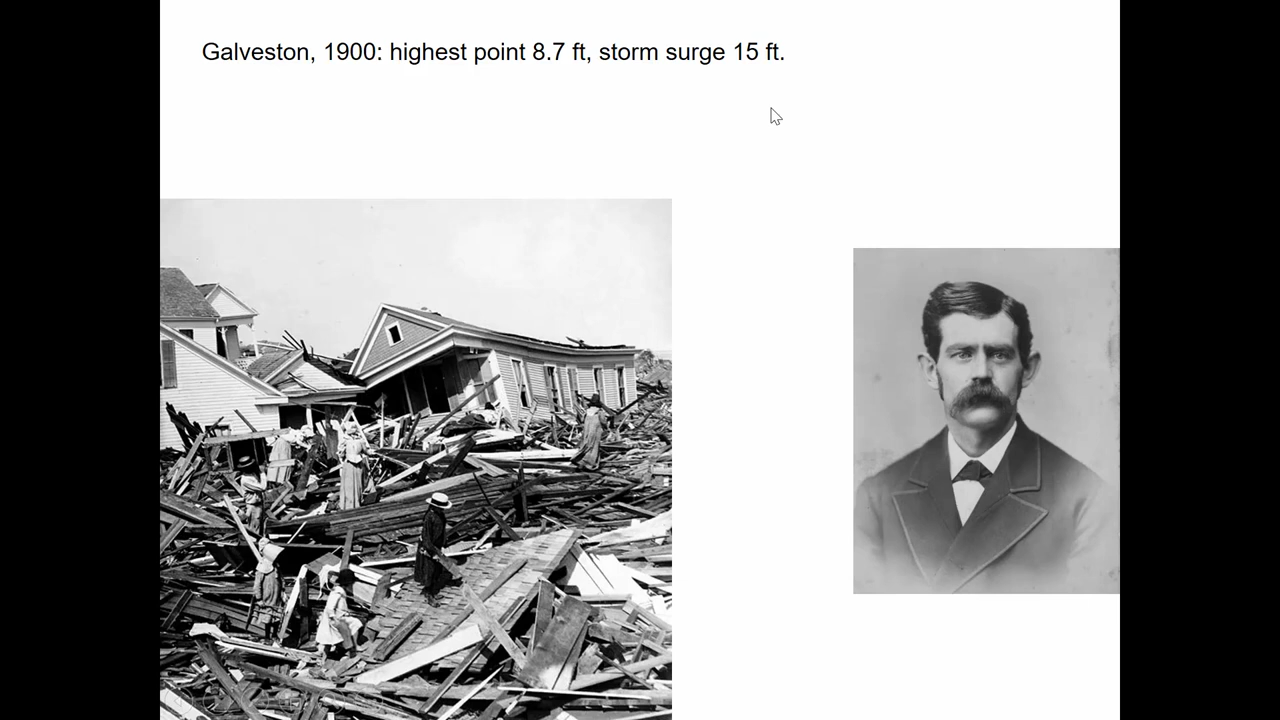 Galveston, 1900: highest point 8.7 ft, storm surge 15 ft.